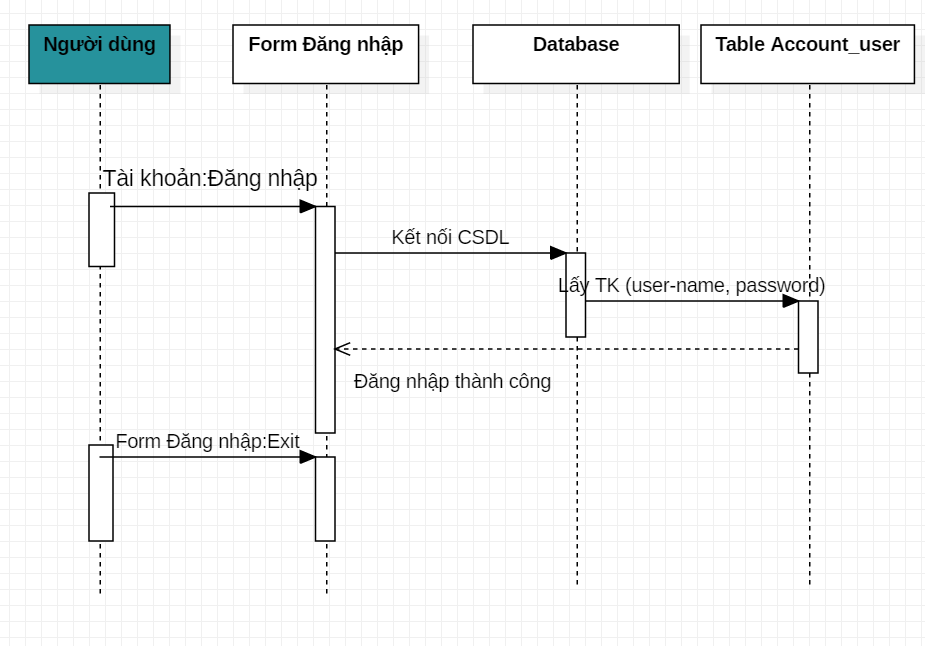 Người dùng
Form Đăng nhập
Database
Table Account_user
Tài khoản:Đăng nhập
Kết nối CSDL
Lấy TK (user-name, password)
Đăng nhập thành công
Form Đăng nhập:Exit